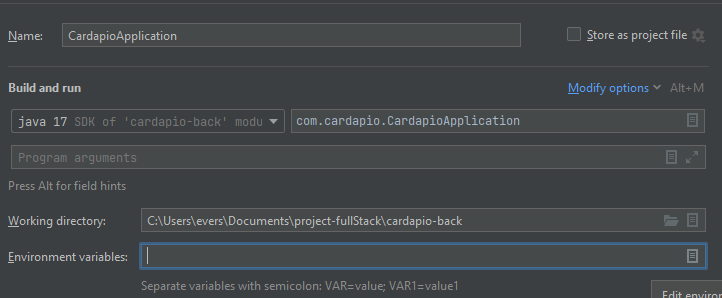 Name: CardapioApplication Store as project file
Build and run Modify options Alt+M
java 17 SDK of 'cardapio-back' modu com.cardapio.CardapioApplication
Program arguments
Press Alt for field hints
Working directory: C:\Users\evers\Documents\project-fullStack\cardapio-back
Environment variables:
Separate variables with semicolon: VAR=value; VAR1=value1
Edit environ